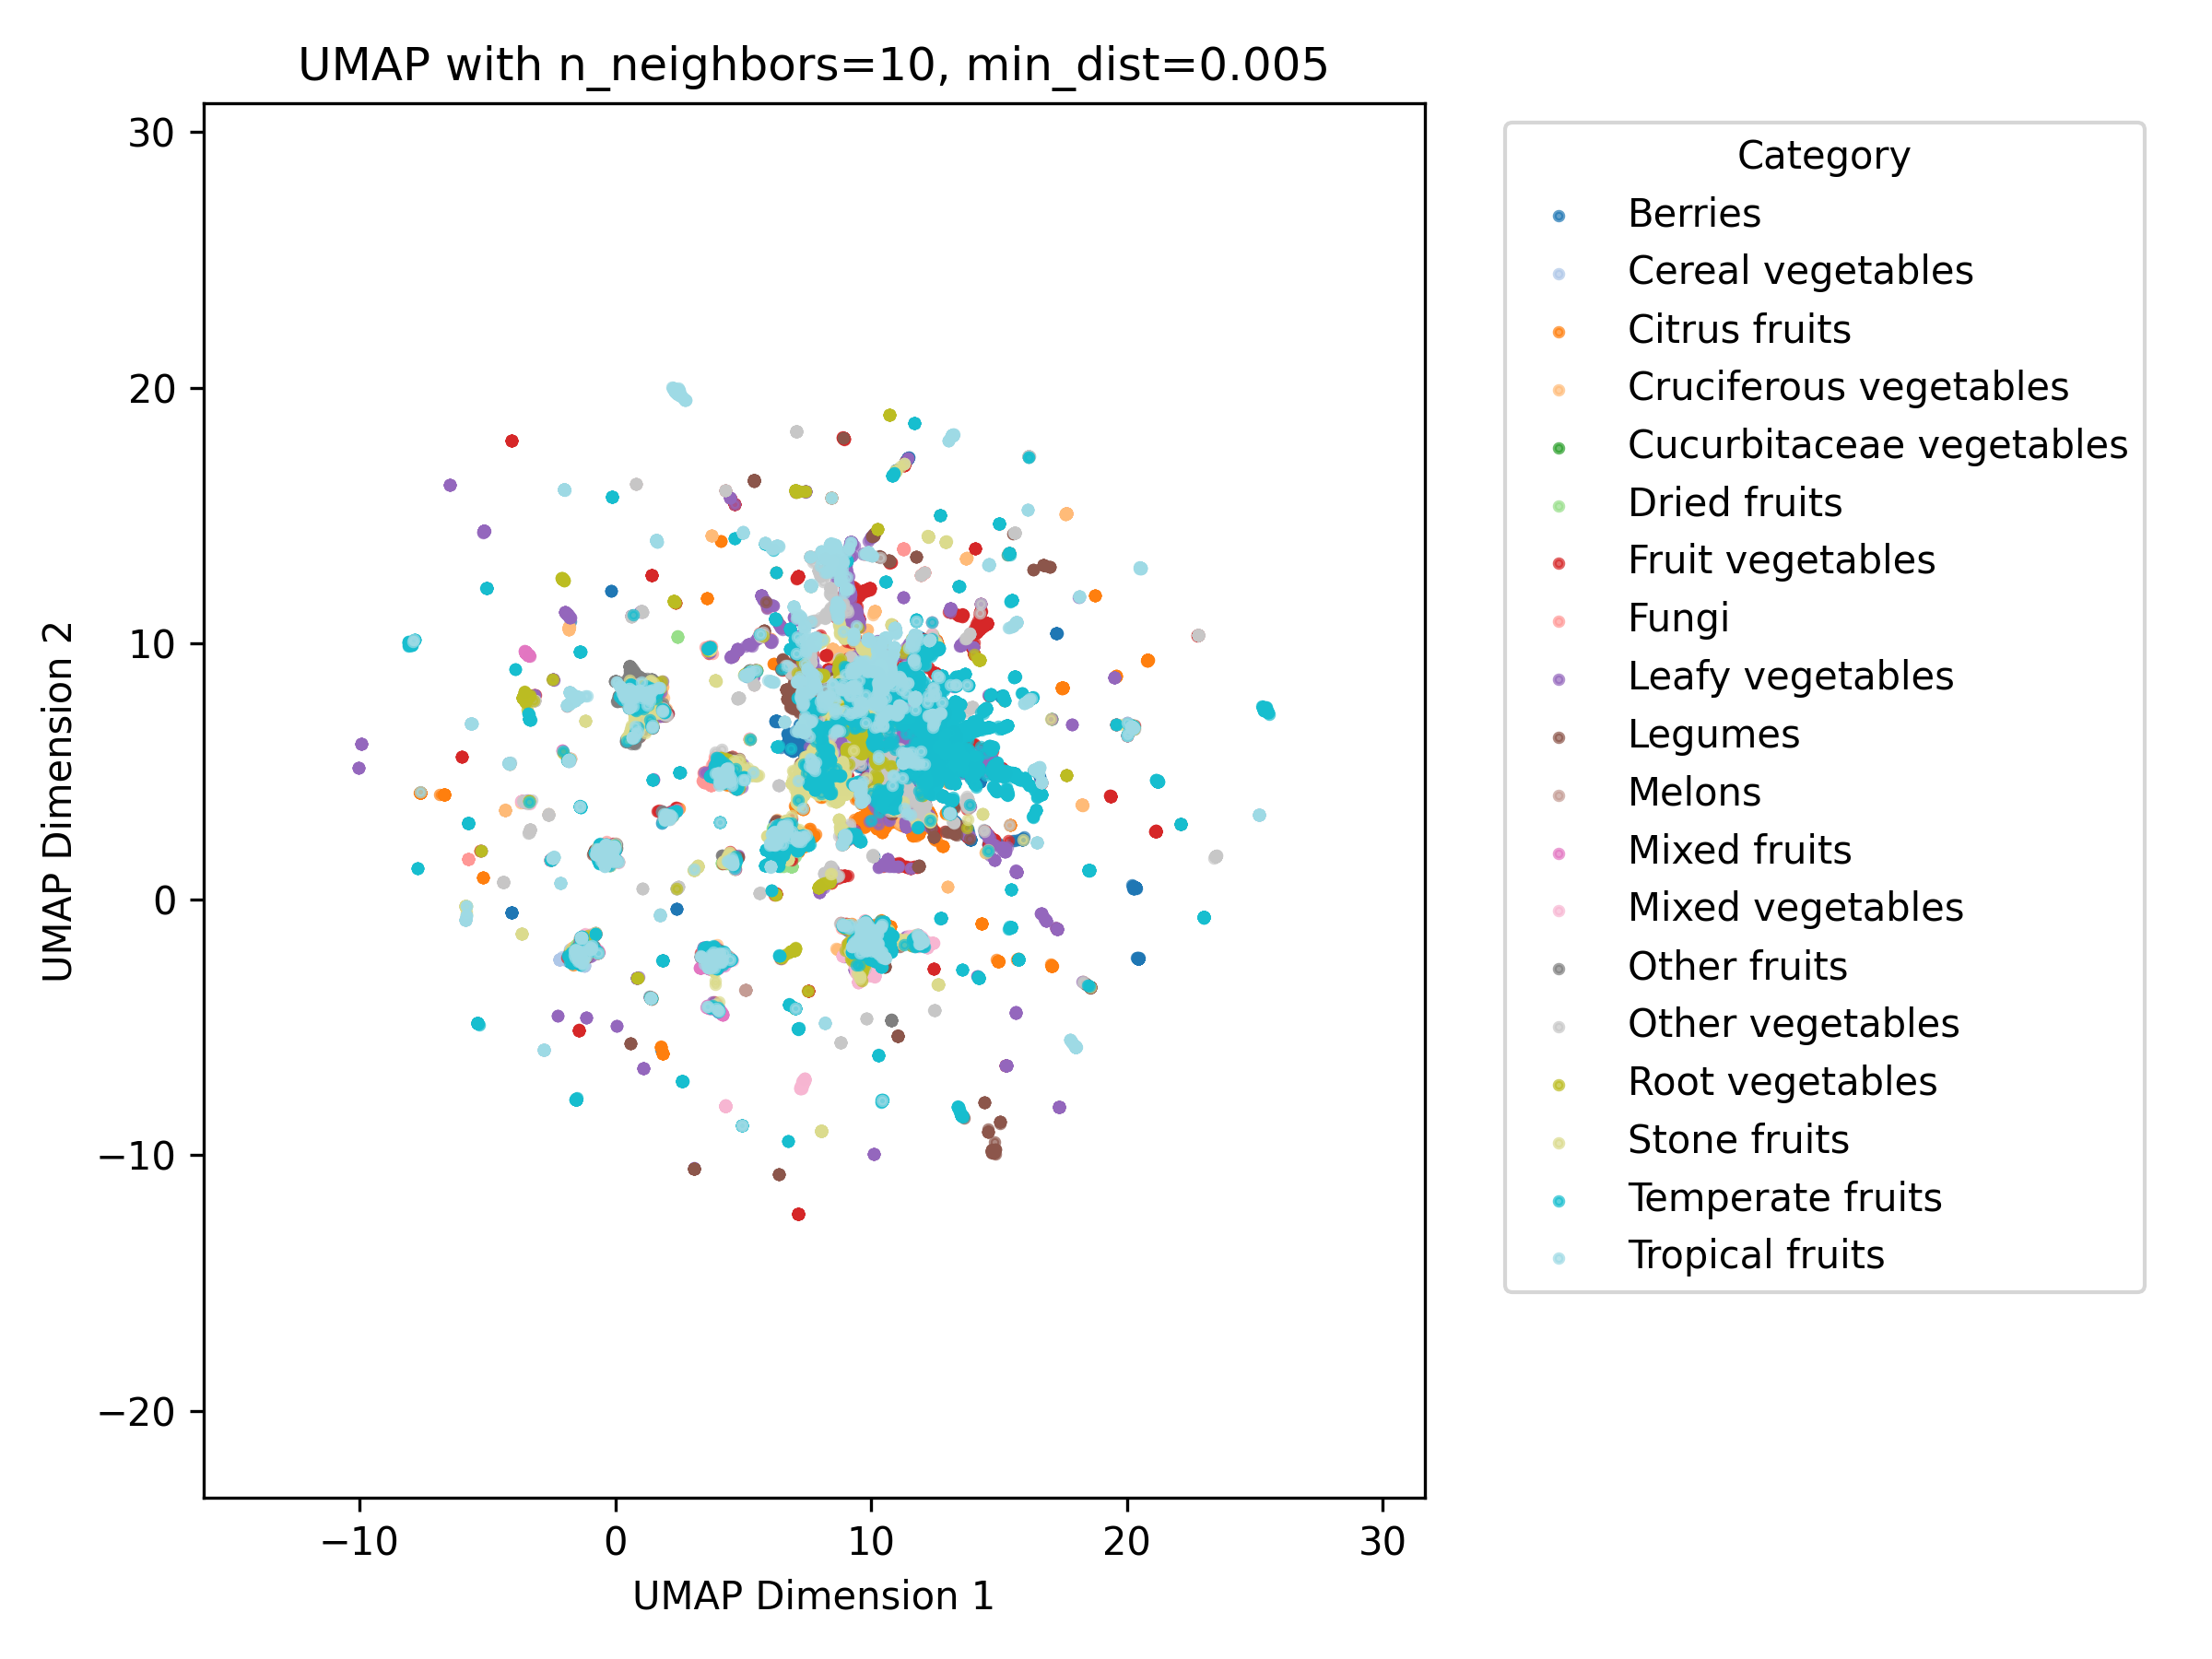 UMAP with n_neighbors=10, min_dist=0.005
30
20
10
0
−10
−20
UMAP Dimension 2
−10
0
10
20
30
UMAP Dimension 1
Category
Berries
Cereal vegetables
Citrus fruits
Cruciferous vegetables
Cucurbitaceae vegetables
Dried fruits
Fruit vegetables
Fungi
Leafy vegetables
Legumes
Melons
Mixed fruits
Mixed vegetables
Other fruits
Other vegetables
Root vegetables
Stone fruits
Temperate fruits
Tropical fruits